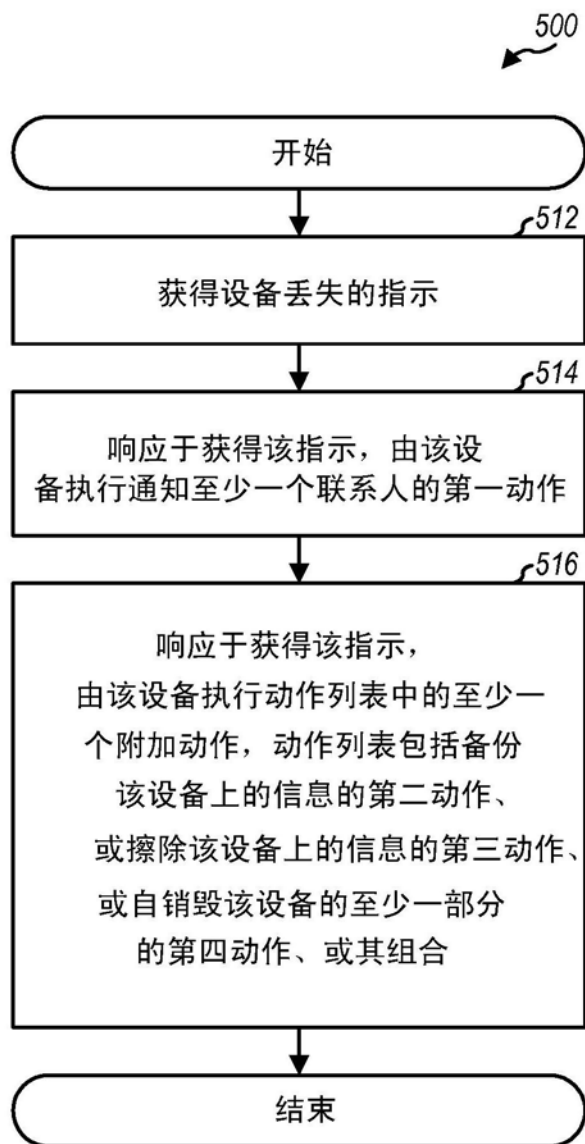 500
开始
512
获得设备丢失的指示
514
响应于获得该指示，由该设
备执行通知至少一个联系人的第一动作
516
响应于获得该指示，
由该设备执行动作列表中的至少一
个附加动作，动作列表包括备份
该设备上的信息的第二动作、
或擦除该设备上的信息的第三动作、
或自销毁该设备的至少一部分
的第四动作、或其组合
结束